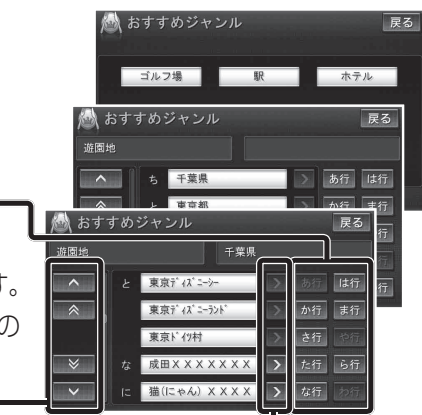 おすすめジャンル 戻る
ゴルフ場 駅 ホテル
おすすめジャンル 戻る
遊園地
ち 千葉県 あ行 は行
と 東京都 か行 ま行
おすすめジャンル 戻る
行
遊園地 千葉県
と 東京ディズニーシー あ行 は行 行
す。
東京ディズニーランド か行 ま行
の
東京ドイツ村 さ行 や行
な 成田XXXXXXX た行 ら行
に 猫(にゃん)XXXX な行 わ行